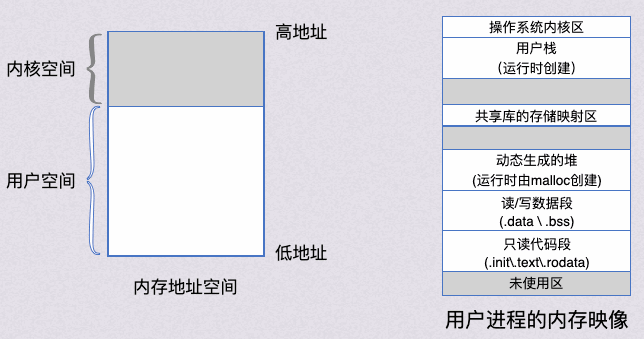 高地址
内核空间
用户空间
低地址
内存地址空间
操作系统内核区
用户栈
(运行时创建)
共享库的存储映射区
动态生成的堆
(运行时由malloc创建)
读/写数据段
(.data \ .bss)
只读代码段
(.init\.text\.rodata)
未使用区
用户进程的内存映像